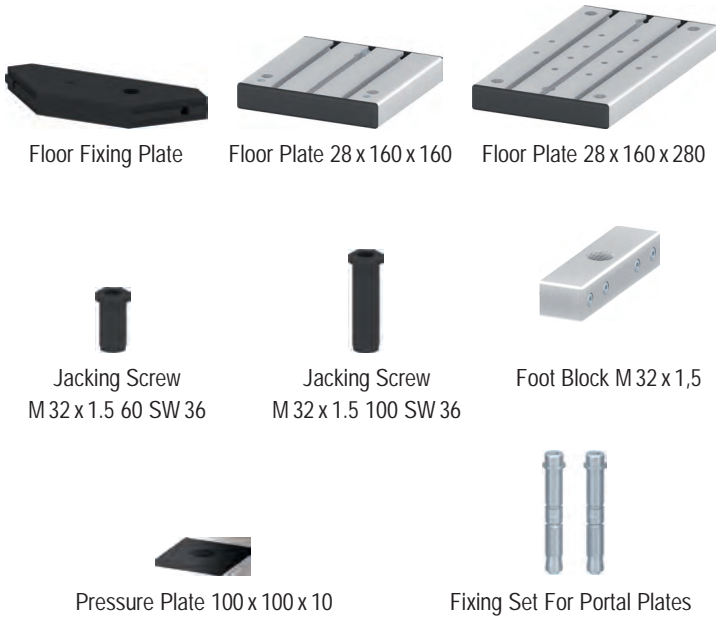 Floor Fixing Plate
Floor Plate 28 x 160 x 160
Floor Plate 28 x 160 x 280
Jacking Screw
M 32 x 1.5 60 SW 36
Jacking Screw
M 32 x 1.5 100 SW 36
Foot Block M 32 x 1,5
Pressure Plate 100 x 100 x 10
Fixing Set For Portal Plates